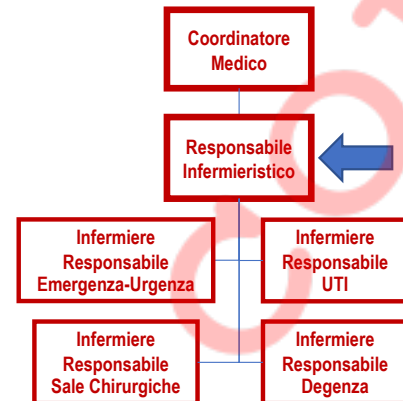 Coordinatore
Medico
Responsabile
Infermieristico
Infermiere
Responsabile
Emergenza-Urgenza
Infermiere
Responsabile
UTI
Infermiere
Responsabile
Sale Chirurgiche
Infermiere
Responsabile
Degenza